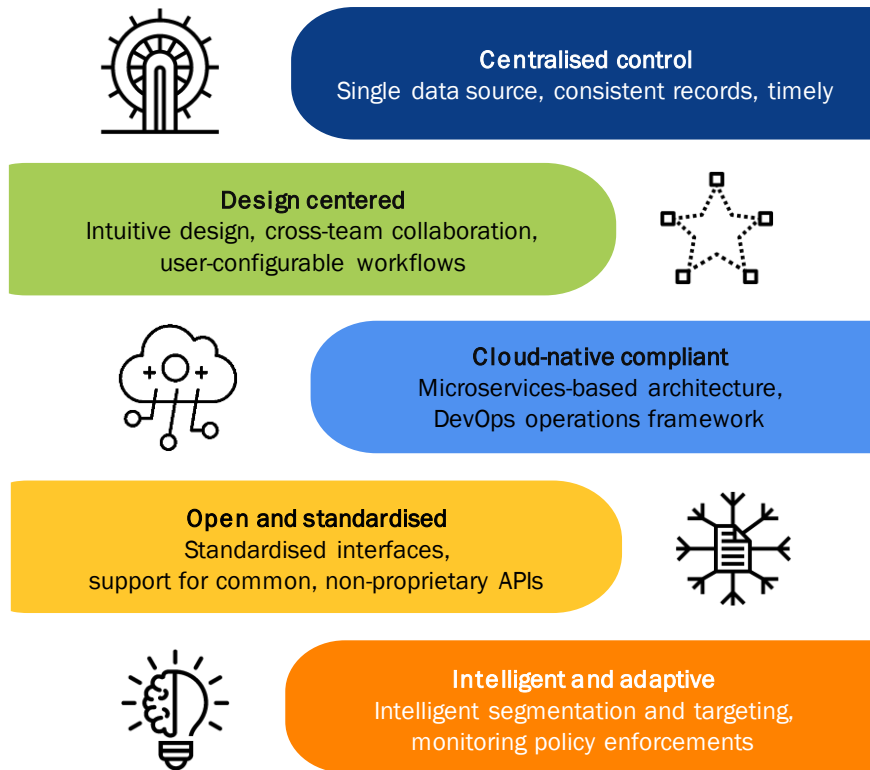 Centralised control
Single data source, consistent records, timely
Design centered
Intuitive design, cross-team collaboration,
user-configurable workflows
Cloud-native compliant
Microservices-based architecture,
DevOps operations framework
Open and standardised
Standardised interfaces,
support for common, non-proprietary APIs
Intelligent and adaptive
Intelligent segmentation and targeting,
monitoring policy enforcements